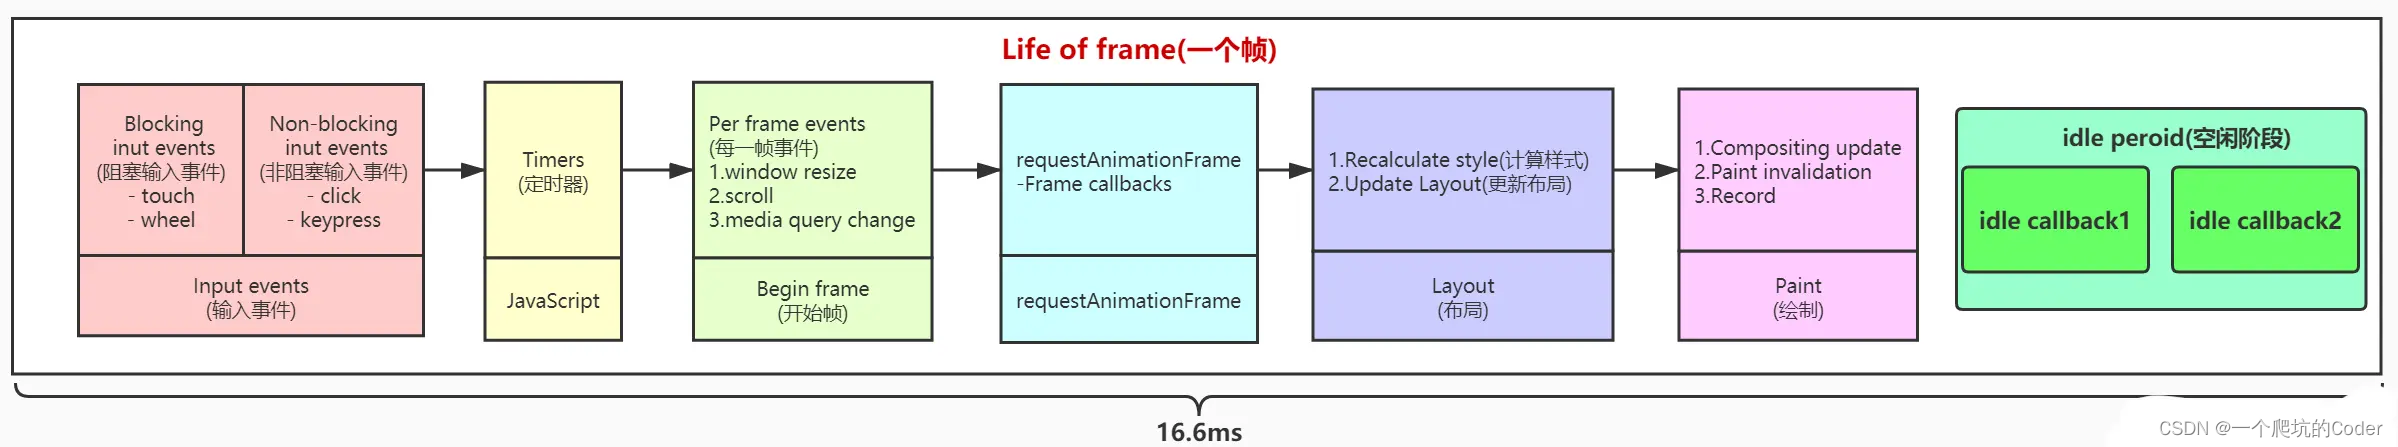 Life of frame(一个帧)
Blocking
inut events
(阻塞输入事件)
- touch
- wheel
Non-blocking
inut events
(非阻塞输入事件)
- click
- keypress
Input events
(输入事件)
Timers
(定时器)
JavaScript
Per frame events
(每一帧事件)
1.window resize
2.scroll
3.media query change
Begin frame
(开始帧)
requestAnimationFrame
-Frame callbacks
requestAnimationFrame
1.Recalculate style(计算样式)
2.Update Layout(更新布局)
Layout
(布局)
1.Compositing update
2.Paint invalidation
3.Record
Paint
(绘制)
idle peroid(空闲阶段)
idle callback1
idle callback2
16.6ms
CSDN @一个爬坑的Coder